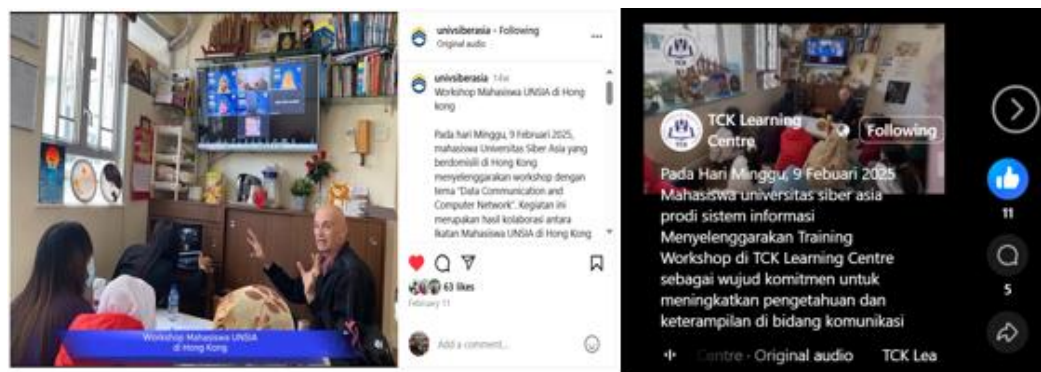 Workshop Mahasiswa UNSIA
di Hong Kong
univsiberasia • Following
Original audio
univsiberasia 14w
Workshop Mahasiswa UNSIA di Hong
kong
Pada hari Minggu, 9 Februari 2025,
mahasiswa Universitas Siber Asia yang
berdomisili di Hong Kong
menyelenggarakan workshop dengan
tema "Data Communication and
Computer Network". Kegiatan ini
merupakan hasil kolaborasi antara
Ikatan Mahasiswa UNSIA di Hong Kong
63 likes
February 11
Add a comment...
TCK
TCK Learning
Centre
Following
Pada Hari Minggu, 9 Febuari 2025
Mahasiswa universitas siber asia
prodi sistem informasi
Menyelenggarakan Training
Workshop di TCK Learning Centre
sebagai wujud komitmen untuk
meningkatkan pengetahuan dan
keterampilan di bidang komunikasi
Centre • Original audio TCK Lea
11
5